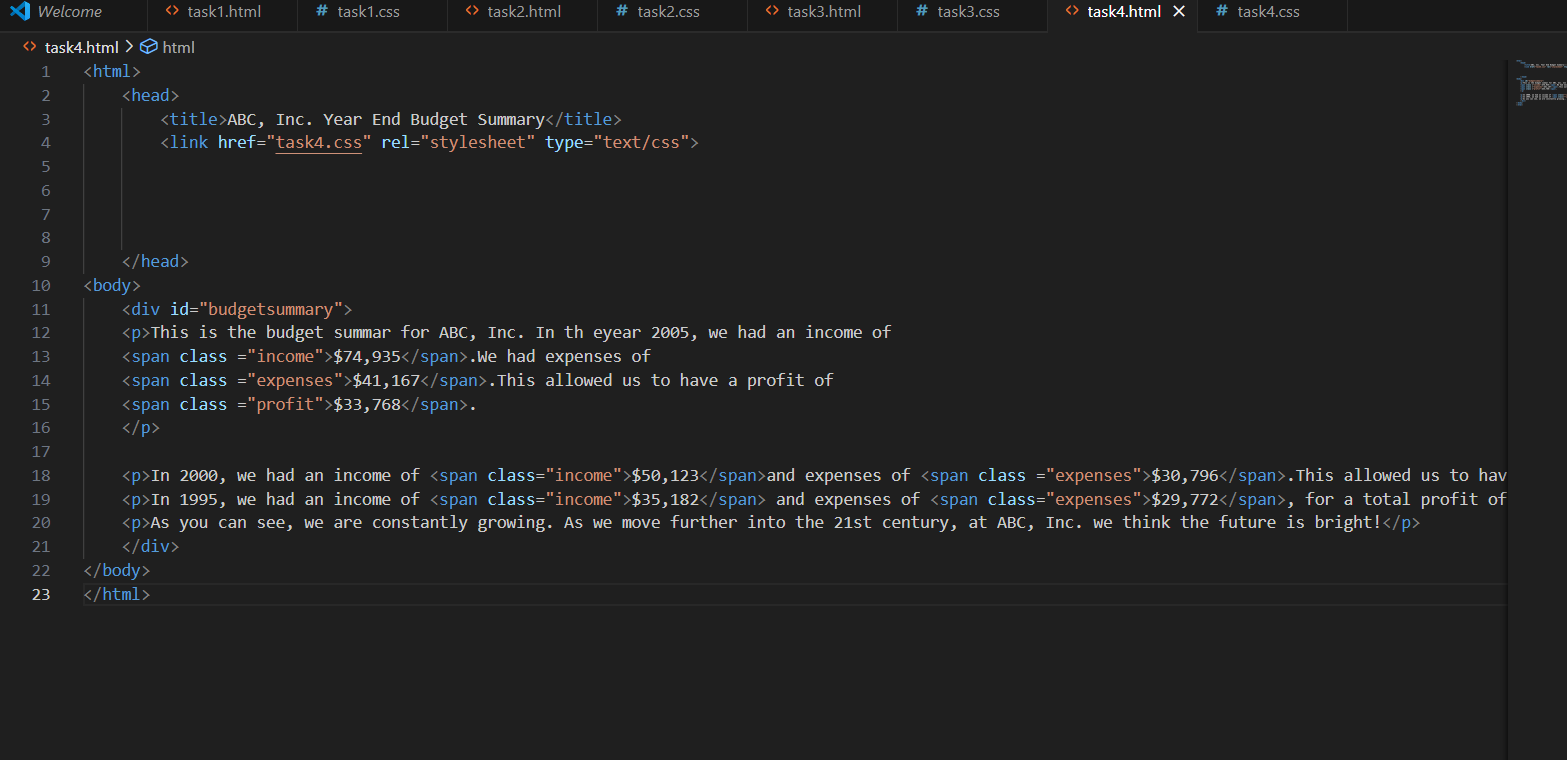 Welcome task1.html task1.css task2.html task2.css task3.html task3.css task4.html task4.css
task4.html > html
1 <html>
2 <head>
3 <title>ABC, Inc. Year End Budget Summary</title>
4 <link href="task4.css" rel="stylesheet" type="text/css">
5
6
7
8
9 </head>
10 <body>
11 <div id="budgetsummary">
12 <p>This is the budget summar for ABC, Inc. In th eyear 2005, we had an income of
13 <span class ="income">$74,935</span>.We had expenses of
14 <span class ="expenses">$41,167</span>.This allowed us to have a profit of
15 <span class ="profit">$33,768</span>.
16 </p>
17
18 <p>In 2000, we had an income of <span class="income">$50,123</span>and expenses of <span class ="expenses">$30,796</span>.This allowed us to hav
19 <p>In 1995, we had an income of <span class="income">$35,182</span> and expenses of <span class="expenses">$29,772</span>, for a total profit of
20 <p>As you can see, we are constantly growing. As we move further into the 21st century, at ABC, Inc. we think the future is bright!</p>
21 </div>
22 </body>
23 </html>